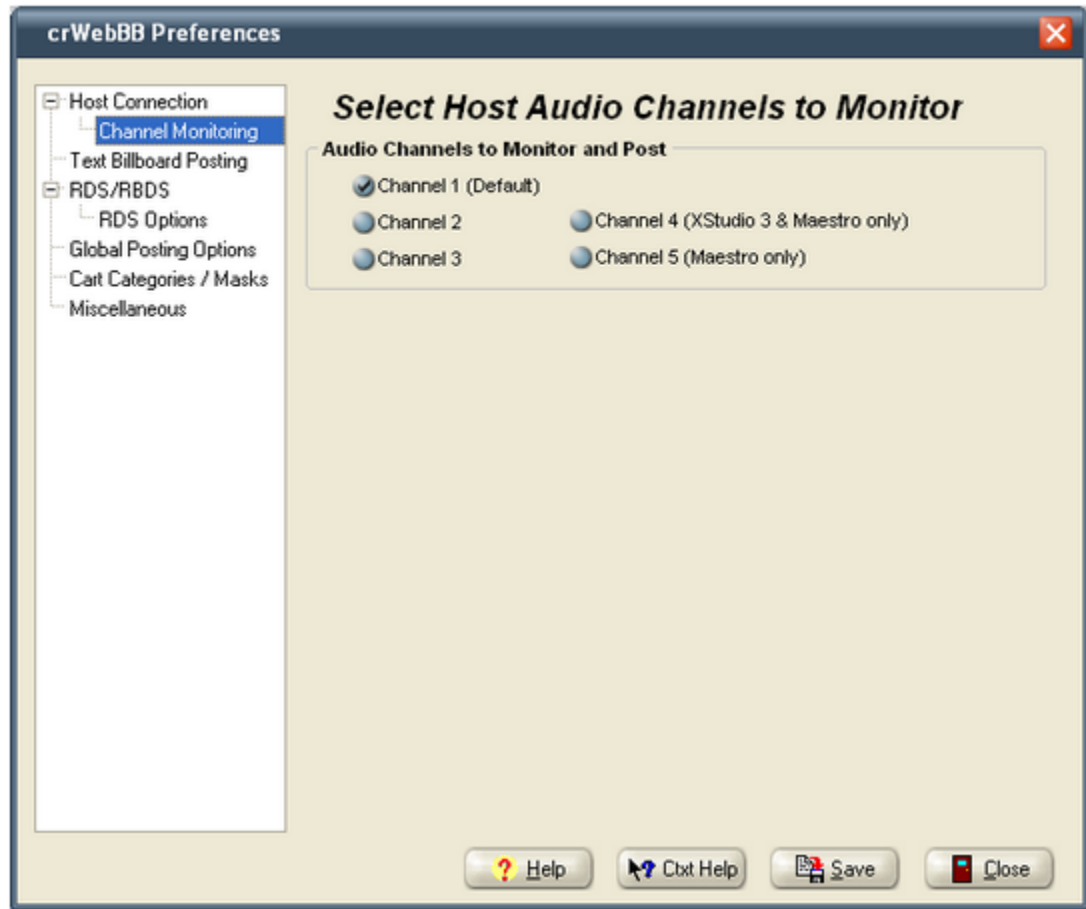 crWebBB Preferences
Host Connection
Channel Monitoring
Text Billboard Posting
RDS/RBDS
RDS Options
Global Posting Options
Cart Categories / Masks
Miscellaneous
Select Host Audio Channels to Monitor
Audio Channels to Monitor and Post
Channel 1 (Default)
Channel 2
Channel 3
Channel 4 (XStudio 3 & Maestro only)
Channel 5 (Maestro only)
Help
Ctxt Help
Save
Close